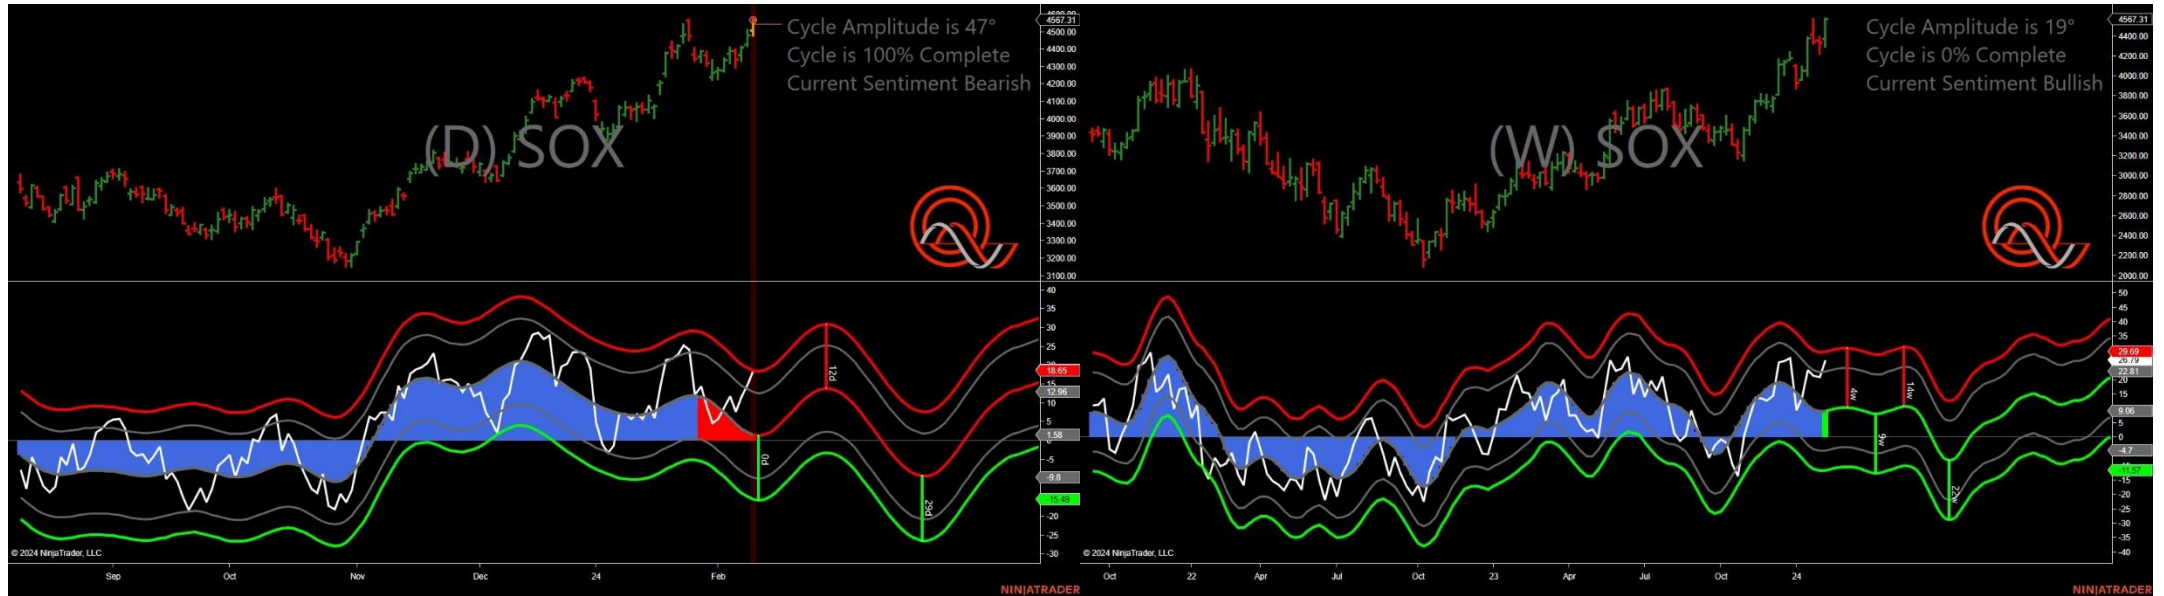 Cycle Amplitude is 47°
Cycle is 100% Complete
Current Sentiment Bearish
(D) SOX
4567.31
4500.00
4400.00
4300.00
4200.00
4100.00
4000.00
3900.00
3800.00
3700.00
3600.00
3500.00
3400.00
3300.00
3200.00
3100.00
40
35
30
25
18.65
15
12.96
10
5
1.58
-5
-9.8
-15.49
-20
-25
-30
p0
12d
29d
© 2024 NinjaTrader, LLC
Sep
Oct
Nov
Dec
24
Feb
NINJATRADER
Cycle Amplitude is 19°
Cycle is 0% Complete
Current Sentiment Bullish
(W) SOX
4567.31
4400.00
4200.00
4000.00
3800.00
3600.00
3400.00
3200.00
3000.00
2800.00
2600.00
2400.00
2200.00
2000.00
50
45
40
35
29.69
26.79
22.81
20
15
9.06
5
0
-4.7
-11.57
-15
-20
-25
-30
-35
-40
4w
9w
14w
22w
© 2024 NinjaTrader, LLC
Oct
22
Apr
Jul
Oct
23
Apr
Jul
Oct
24
NINJATRADER